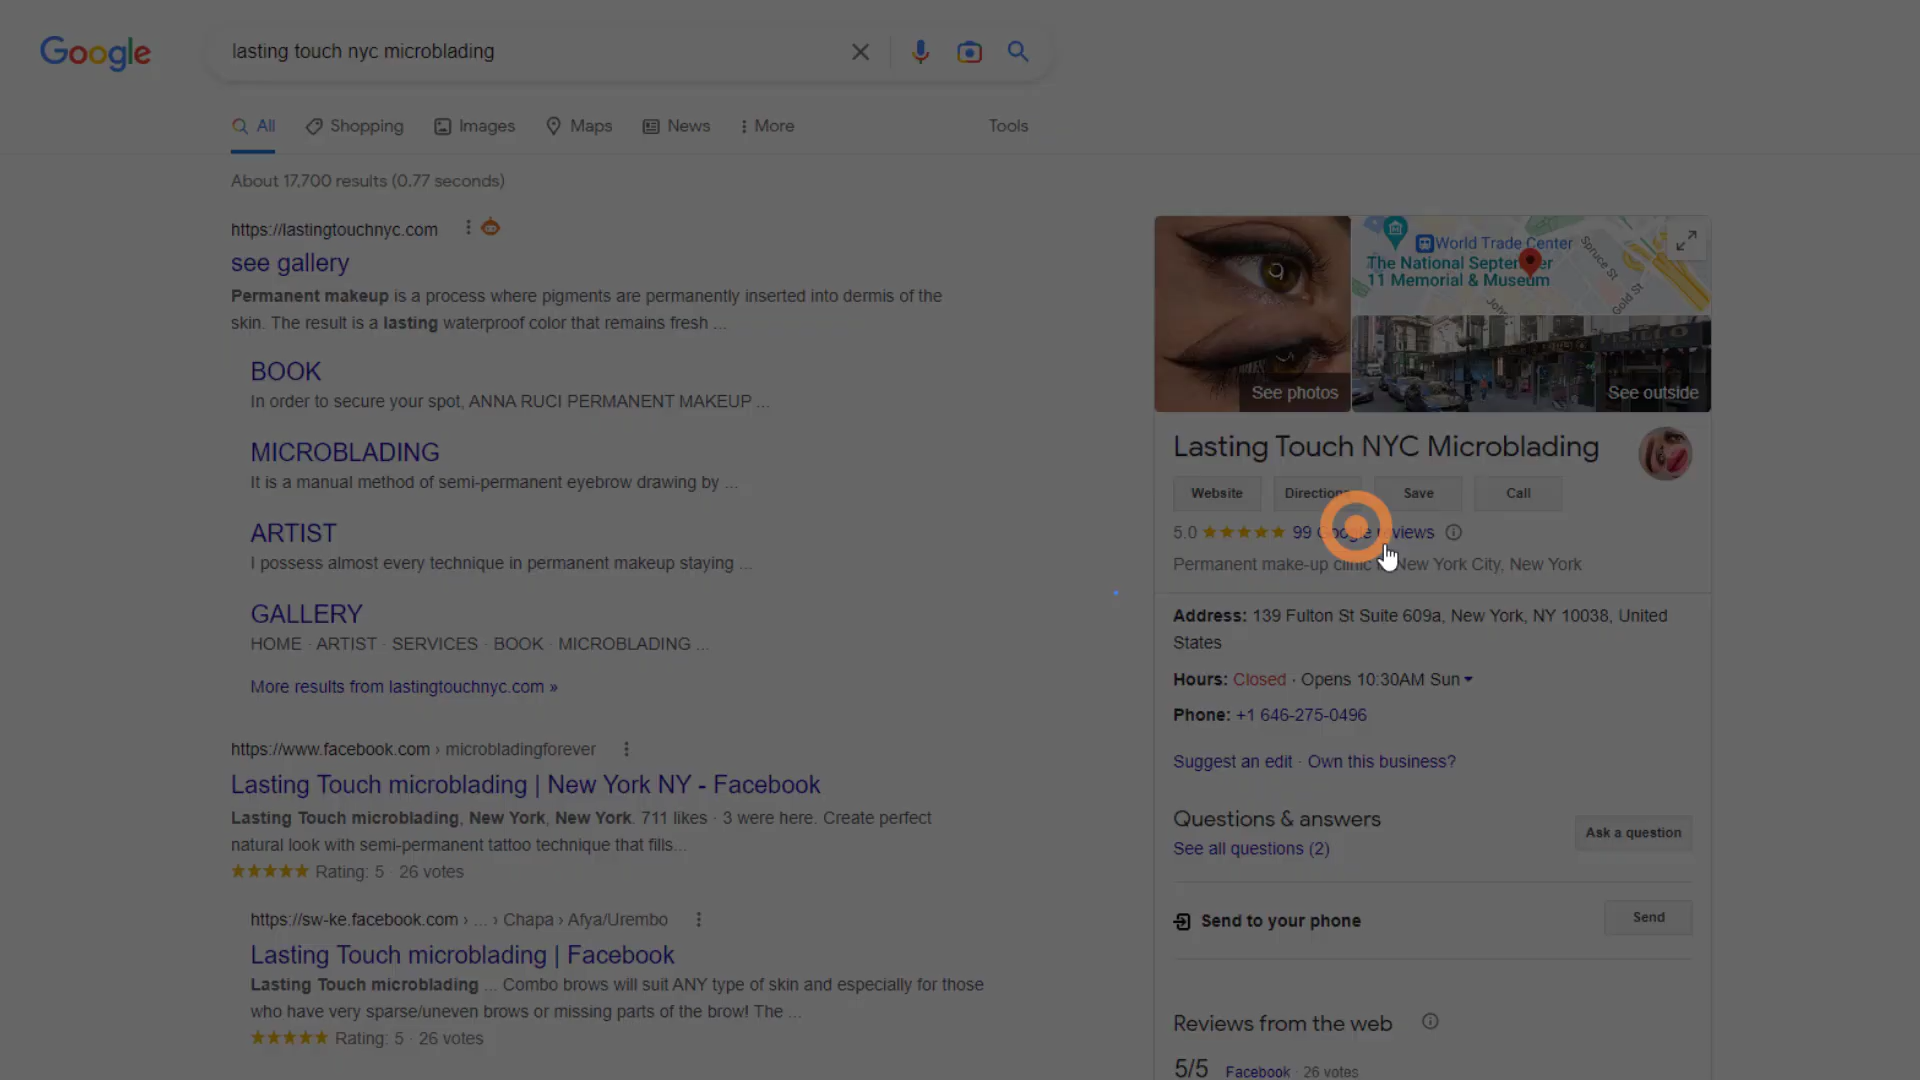 Google
lasting touch nyc microblading
All
Shopping
Images
Maps
News
More
Tools
About 17,700 results (0.77 seconds)
https://lastingtouchnyc.com
see gallery
Permanent makeup is a process where pigments are permanently inserted into dermis of the
skin. The result is a lasting waterproof color that remains fresh ...
BOOK
In order to secure your spot, ANNA RUCI PERMANENT MAKEUP ...
MICROBLADING
It is a manual method of semi-permanent eyebrow drawing by ...
ARTIST
I possess almost every technique in permanent makeup staying ...
GALLERY
HOME · ARTIST · SERVICES · BOOK · MICROBLADING ...
More results from lastingtouchnyc.com »
https://www.facebook.com › microbladingforever
Lasting Touch microblading | New York NY - Facebook
Lasting Touch microblading, New York, New York. 711 likes · 3 were here. Create perfect
natural look with semi-permanent tattoo technique that fills...
Rating: 5 · 26 votes
https://sw-ke.facebook.com › ... › Chapa › Afya/Urembo
Lasting Touch microblading | Facebook
Lasting Touch microblading ... Combo brows will suit ANY type of skin and especially for those
who have very sparse/uneven brows or missing parts of the brow! The ...
Rating: 5 · 26 votes
World Trade Center
The National September
11 Memorial & Museum
Spruce St
Gold St
See photos
See outside
Lasting Touch NYC Microblading
Website
Directions
Save
Call
5.0 99 Google reviews
Permanent make-up clinic in New York City, New York
Address: 139 Fulton St Suite 609a, New York, NY 10038, United
States
Hours: Closed · Opens 10:30AM Sun
Phone: +1 646-275-0496
Suggest an edit · Own this business?
Questions & answers
See all questions (2)
Ask a question
Send to your phone
Send
Reviews from the web
5/5 Facebook · 26 votes